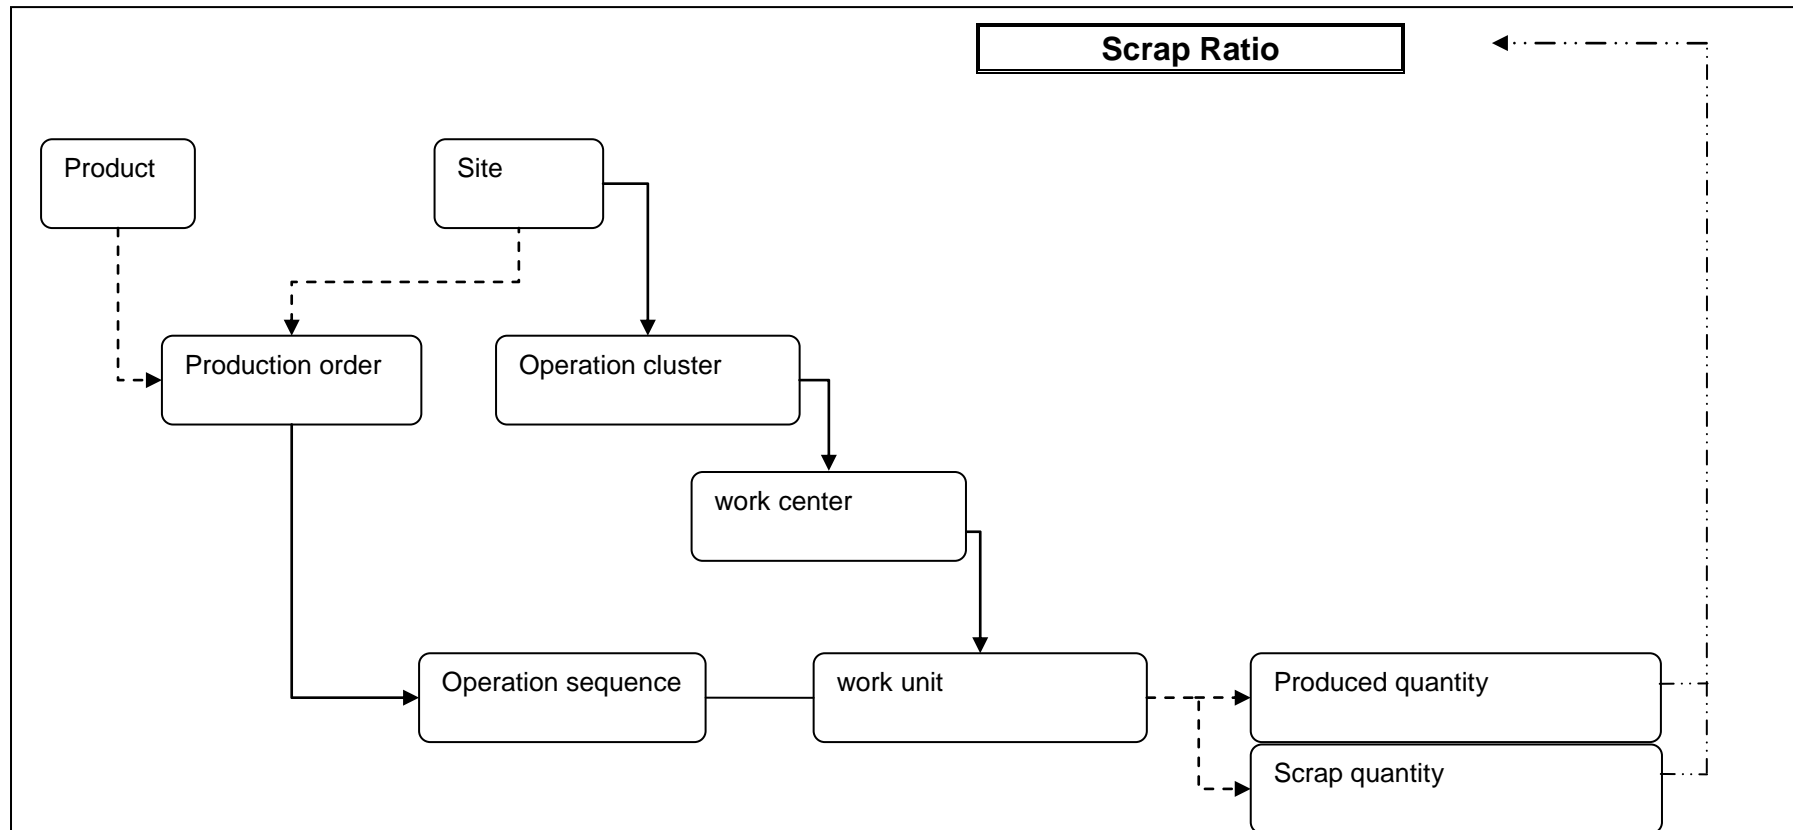 Scrap Ratio
Product
Site
Production order
Operation cluster
work center
Operation sequence
work unit
Produced quantity
Scrap quantity